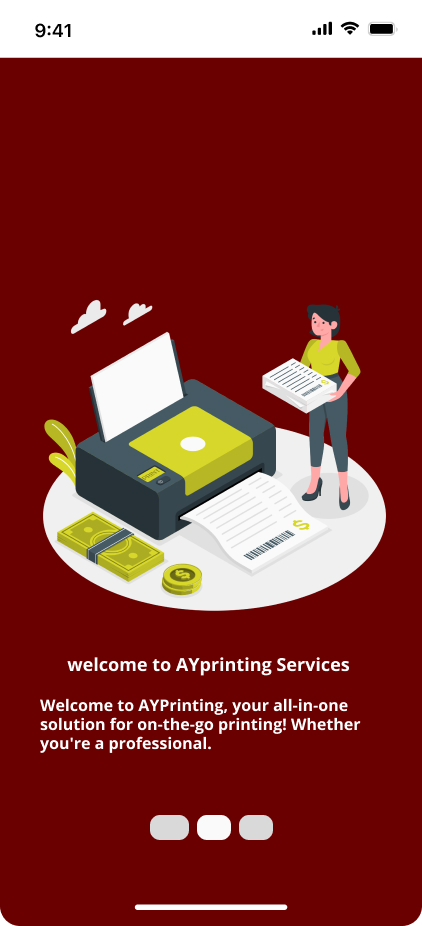 9:41
welcome to AYprinting Services
Welcome to AYPrinting, your all-in-one
solution for on-the-go printing! Whether
you're a professional.